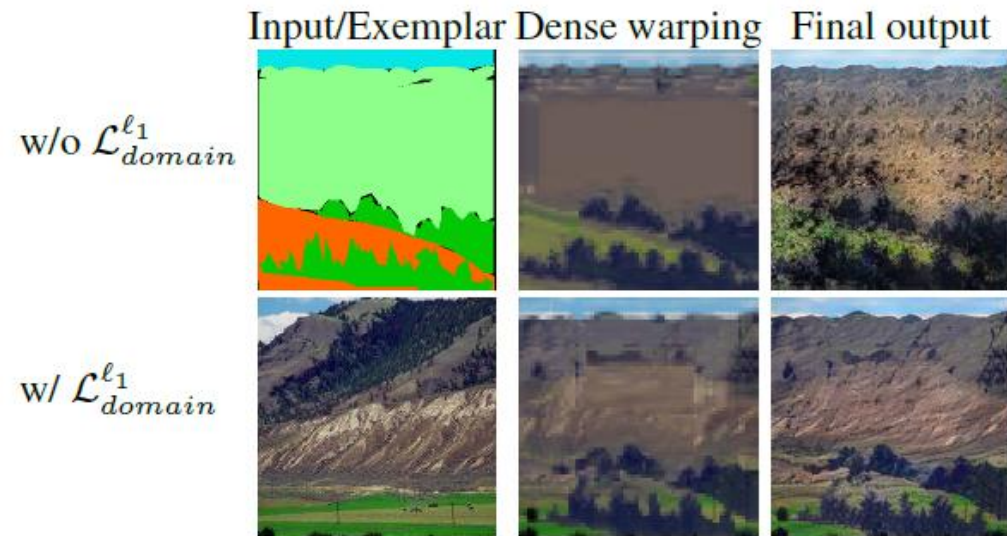 Input/Exemplar Dense warping Final output
w/o $\mathcal{L}_{domain}^{\ell_1}$
w/ $\mathcal{L}_{domain}^{\ell_1}$